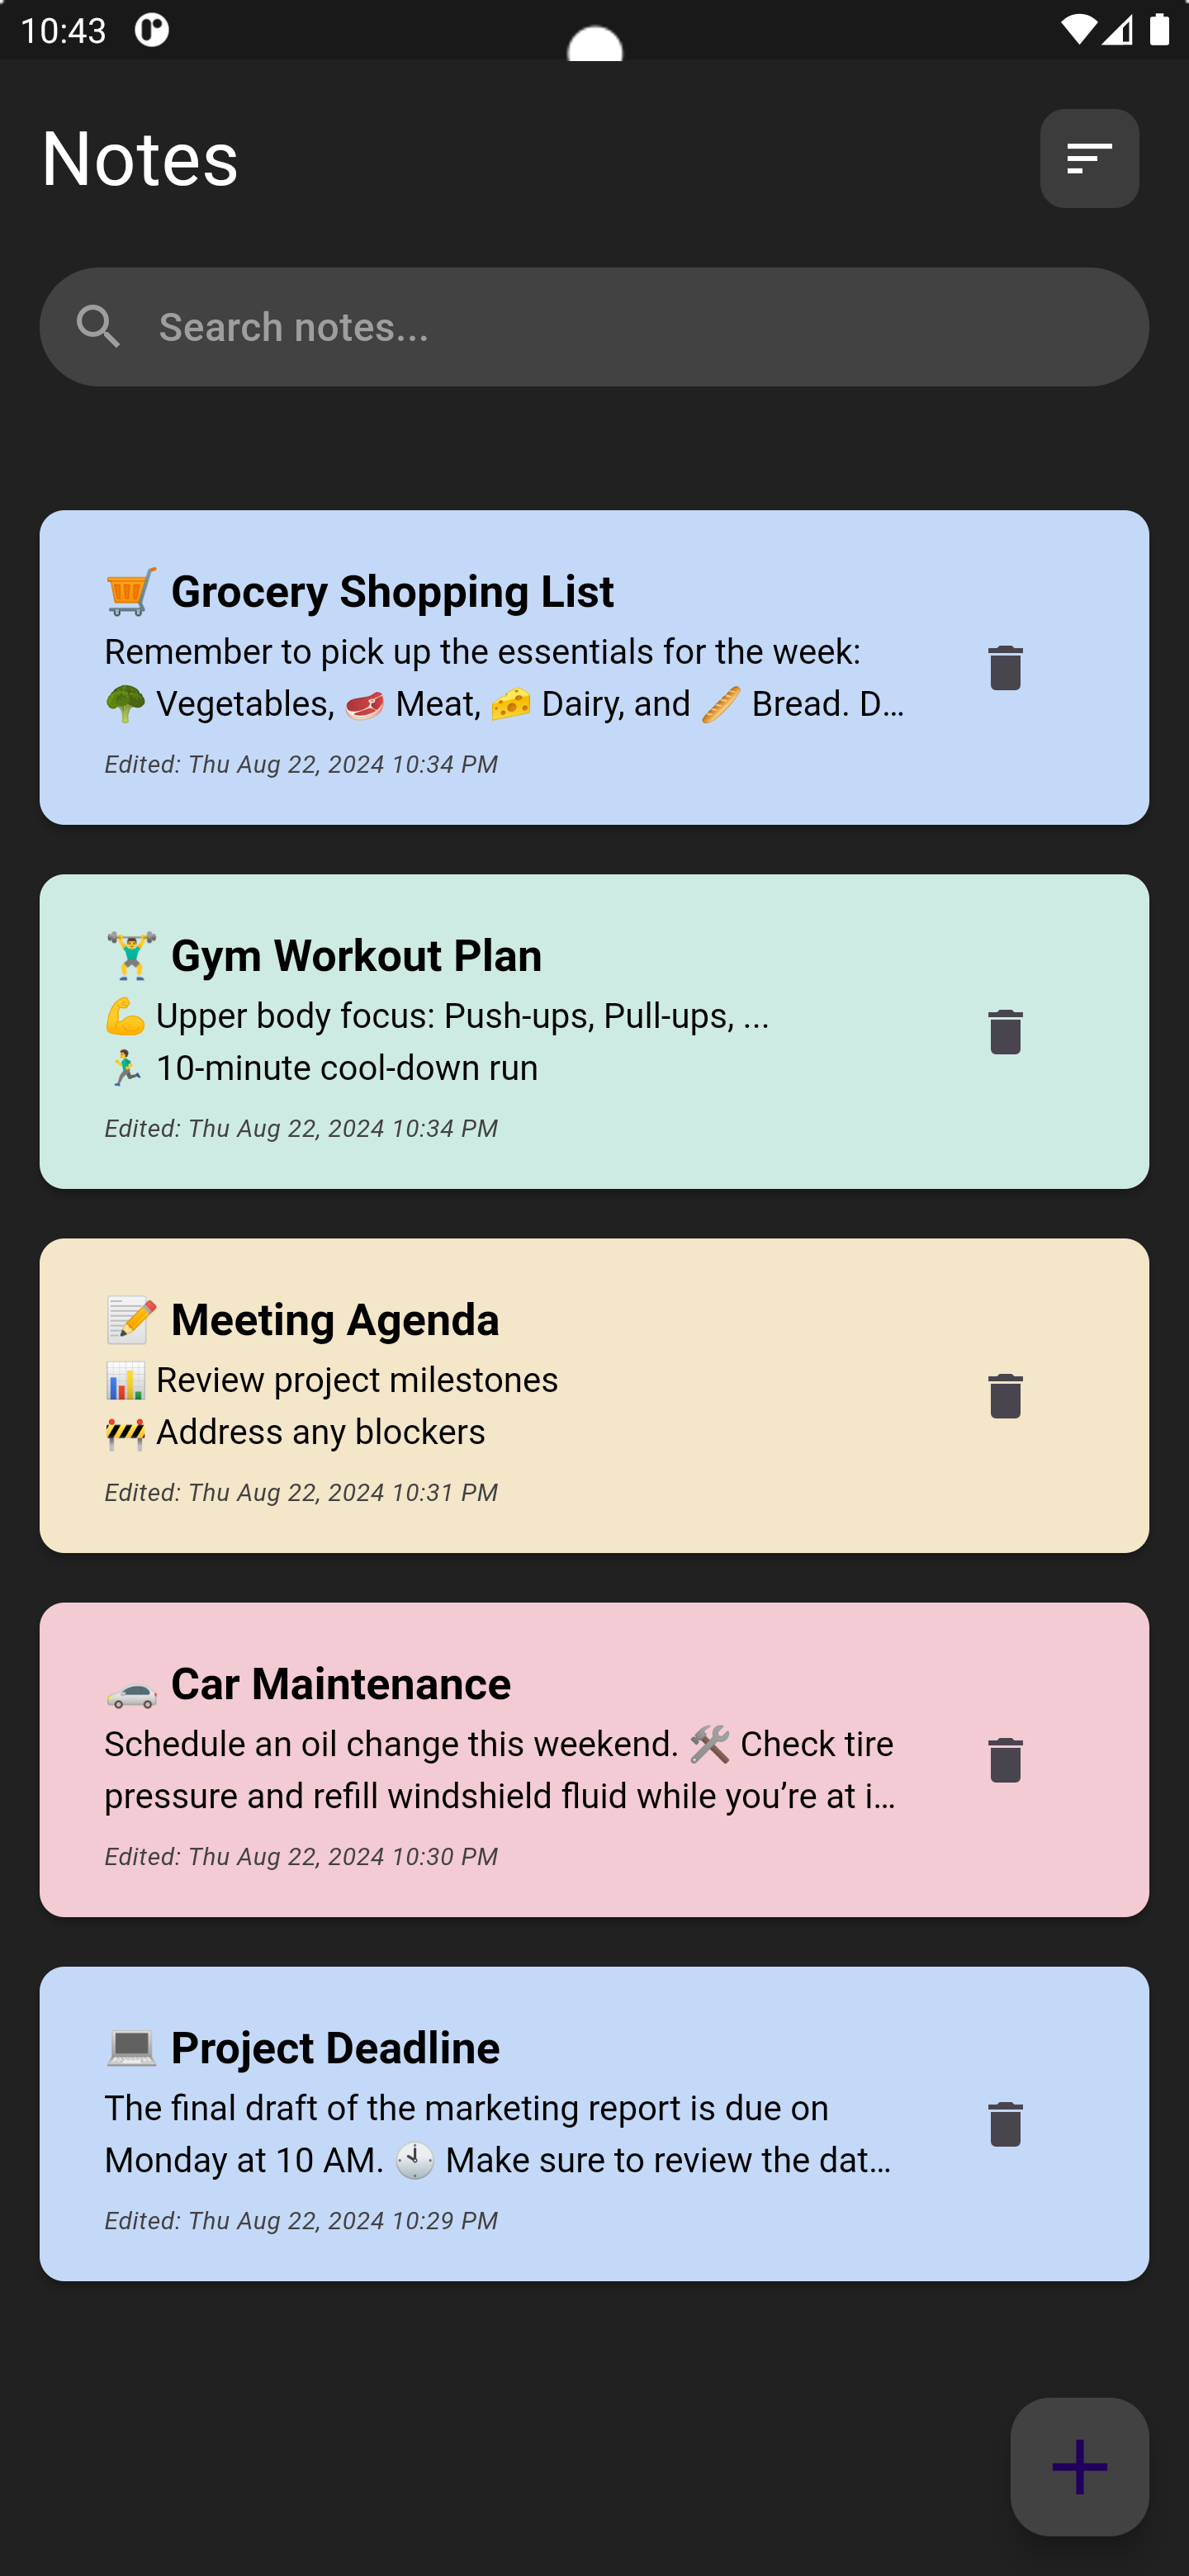 10:43
Notes
Search notes...
🛒 Grocery Shopping List
Remember to pick up the essentials for the week:
🥦 Vegetables, 🥩 Meat, 🧀 Dairy, and 🥖 Bread. D...
Edited: Thu Aug 22, 2024 10:34 PM
🏋️‍♂️ Gym Workout Plan
💪 Upper body focus: Push-ups, Pull-ups, ...
🏃‍♂️ 10-minute cool-down run
Edited: Thu Aug 22, 2024 10:34 PM
📝 Meeting Agenda
📊 Review project milestones
🚧 Address any blockers
Edited: Thu Aug 22, 2024 10:31 PM
🚗 Car Maintenance
Schedule an oil change this weekend. 🛠️ Check tire
pressure and refill windshield fluid while you’re at i...
Edited: Thu Aug 22, 2024 10:30 PM
💻 Project Deadline
The final draft of the marketing report is due on
Monday at 10 AM. 🕙 Make sure to review the dat...
Edited: Thu Aug 22, 2024 10:29 PM